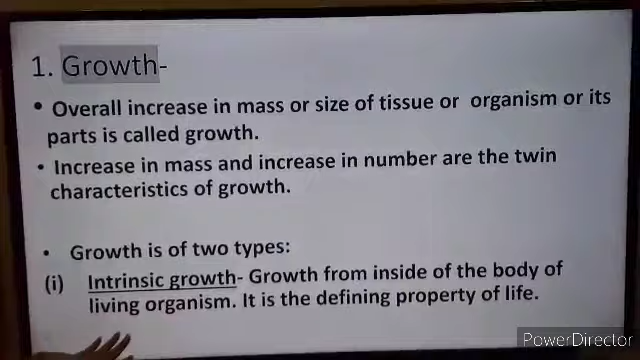 1. Growth-
• Overall increase in mass or size of tissue or organism or its
parts is called growth.
• Increase in mass and increase in number are the twin
characteristics of growth.
• Growth is of two types:
(i) Intrinsic growth- Growth from inside of the body of
living organism. It is the defining property of life.
PowerDirector